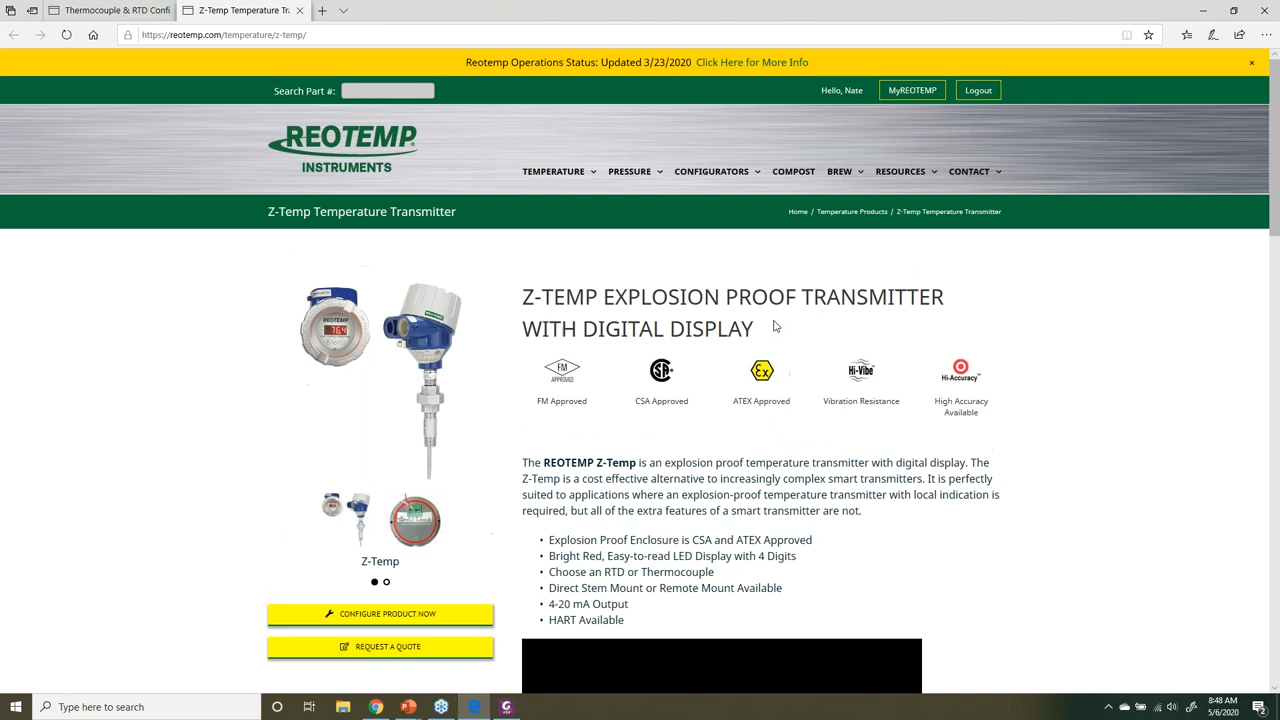 Thermocouple & RTD Confi
Z-Temp Temperature Tr
https://reotemp.com/temperature/z-temp/
Reotemp Operations Status: Updated 3/23/2020 Click Here for More Info
Search Part #:
Hello, Nate
MyREOTEMP
Logout
REOTEMP
INSTRUMENTS
TEMPERATURE
PRESSURE
CONFIGURATORS
COMPOST
BREW
RESOURCES
CONTACT
Z-Temp Temperature Transmitter
Home / Temperature Products / Z-Temp Temperature Transmitter
REOTEMP
76.4
Z-TEMP EXPLOSION PROOF TRANSMITTER
WITH DIGITAL DISPLAY
FM
APPROVED
Ex
Hi-Vibe
Hi-Accuracy™
FM Approved
CSA Approved
ATEX Approved
Vibration Resistance
High Accuracy
Available
The REOTEMP Z-Temp is an explosion proof temperature transmitter with digital display. The
Z-Temp is a cost effective alternative to increasingly complex smart transmitters. It is perfectly
suited to applications where an explosion-proof temperature transmitter with local indication is
required, but all of the extra features of a smart transmitter are not.
• Explosion Proof Enclosure is CSA and ATEX Approved
• Bright Red, Easy-to-read LED Display with 4 Digits
• Choose an RTD or Thermocouple
• Direct Stem Mount or Remote Mount Available
• 4-20 mA Output
• HART Available
Z-Temp
CONFIGURE PRODUCT NOW
REQUEST A QUOTE
Type here to search
8:48 AM
5/6/2020
2